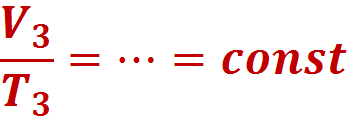 V₃/T₃ = ⋯ = const